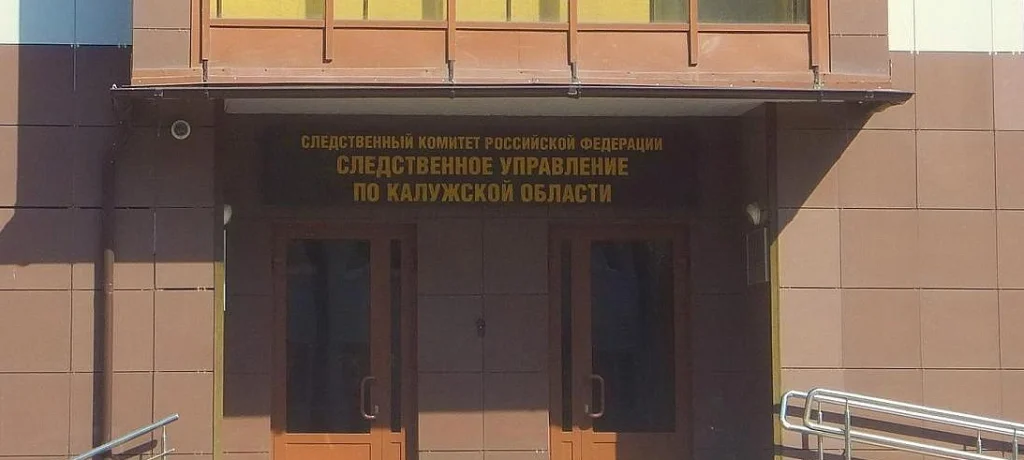 СЛЕДСТВЕННЫЙ КОМИТЕТ РОССИЙСКОЙ ФЕДЕРАЦИИ
СЛЕДСТВЕННОЕ УПРАВЛЕНИЕ
ПО КАЛУЖСКОЙ ОБЛАСТИ